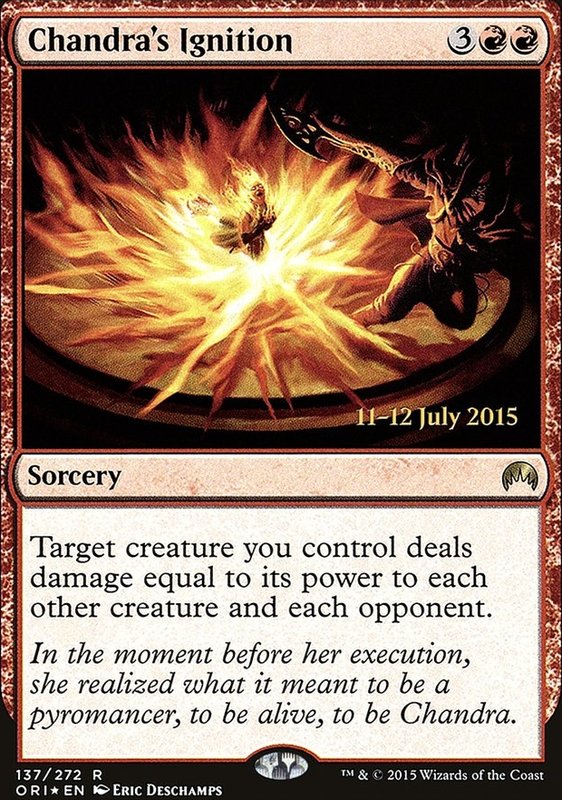 Chandra's Ignition 3
11–12 July 2015
Sorcery
Target creature you control deals
damage equal to its power to each
other creature and each opponent.
In the moment before her execution,
she realized what it meant to be a
pyromancer, to be alive, to be Chandra.
137/272 R
ORI★EN Eric Deschamps
™ & © 2015 Wizards of the Coast